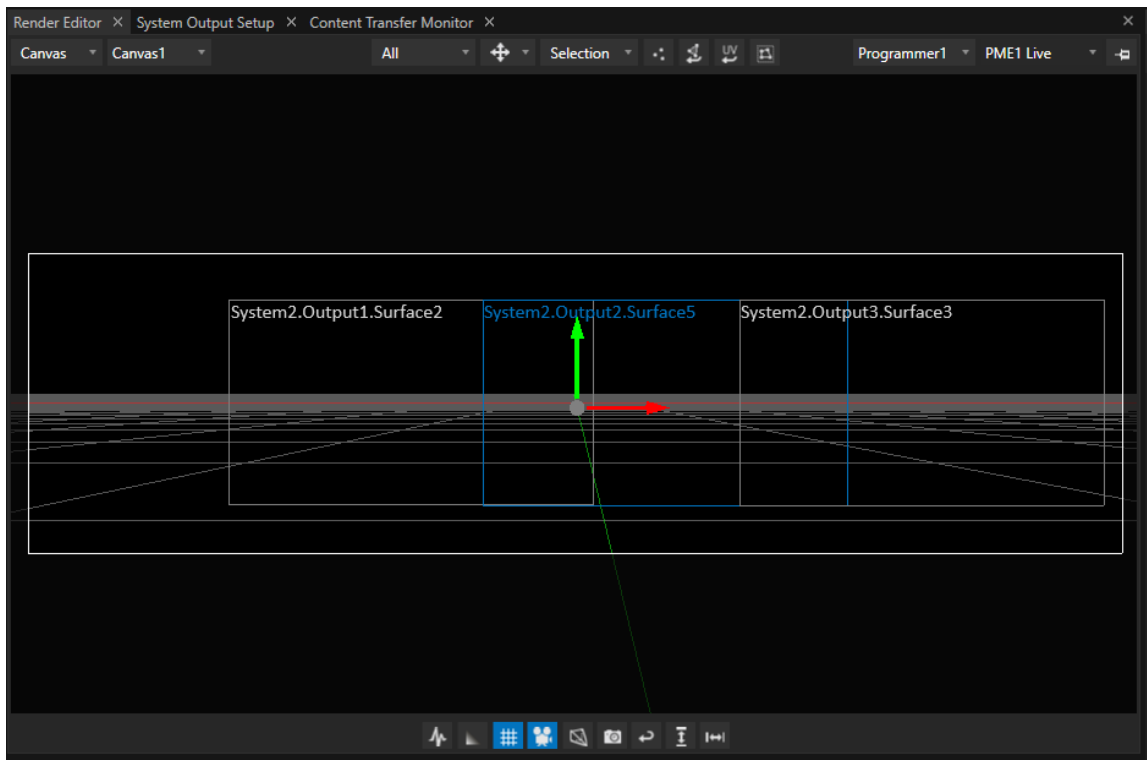 Render Editor × System Output Setup × Content Transfer Monitor ×
Canvas Canvas1 All Selection UV Programmer1 PME1 Live
System2.Output1.Surface2 System2.Output2.Surface5 System2.Output3.Surface3